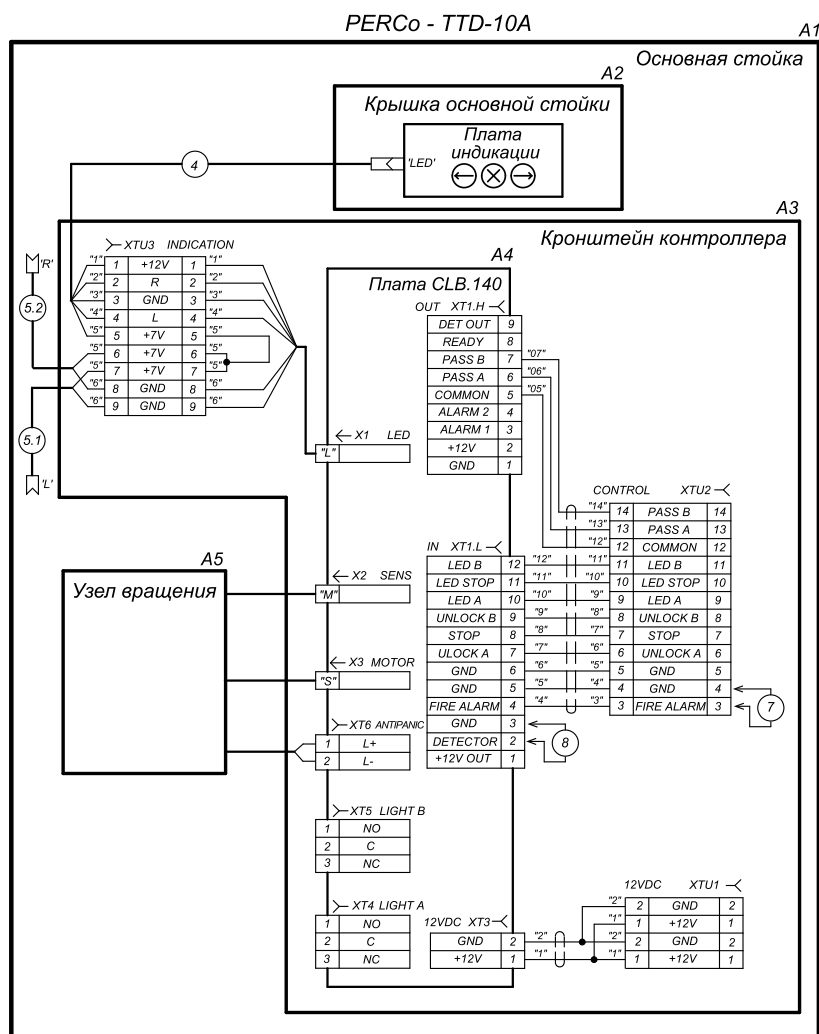 PERCo - TTD-10A
A1
Основная стойка
A2
Крышка основной стойки
Плата
индикации
'LED'
4
A3
Кронштейн контроллера
XTU3 INDICATION
"1" 1 +12V 1 "1"
"2" 2 R 2 "2"
"3" 3 GND 3 "3"
"4" 4 L 4 "4"
"5" 5 +7V 5 "5"
"5" 6 +7V 6 "5"
"5" 7 +7V 7 "5"
"6" 8 GND 8 "6"
"6" 9 GND 9 "6"
'R'
5.2
5.1
'L'
A4
Плата CLB.140
OUT XT1.H
DET OUT 9
READY 8
PASS B 7 "07"
PASS A 6 "06"
COMMON 5 "05"
ALARM 2 4
ALARM 1 3
+12V 2
GND 1
X1 LED
"L"
CONTROL XTU2
"14" 14 PASS B 14
"13" 13 PASS A 13
"12" 12 COMMON 12
"11" 11 LED B 11
"10" 10 LED STOP 10
"9" 9 LED A 9
"8" 8 UNLOCK B 8
"7" 7 STOP 7
"6" 6 UNLOCK A 6
"5" 5 GND 5
"4" 4 GND 4
"3" 3 FIRE ALARM 3
7
IN XT1.L
LED B 12 "12"
LED STOP 11 "11"
LED A 10 "10"
UNLOCK B 9 "9"
STOP 8 "8"
ULOCK A 7 "7"
GND 6 "6"
GND 5 "5"
FIRE ALARM 4 "4"
GND 3
DETECTOR 2
+12V OUT 1
8
A5
Узел вращения
X2 SENS
"M"
X3 MOTOR
"S"
XT6 ANTIPANIC
1 L+
2 L-
XT5 LIGHT B
1 NO
2 C
3 NC
XT4 LIGHT A
1 NO
2 C
3 NC
12VDC XT3
GND 2 "2"
+12V 1 "1"
12VDC XTU1
"2" 2 GND 2
"1" 1 +12V 1
"2" 2 GND 2
"1" 1 +12V 1